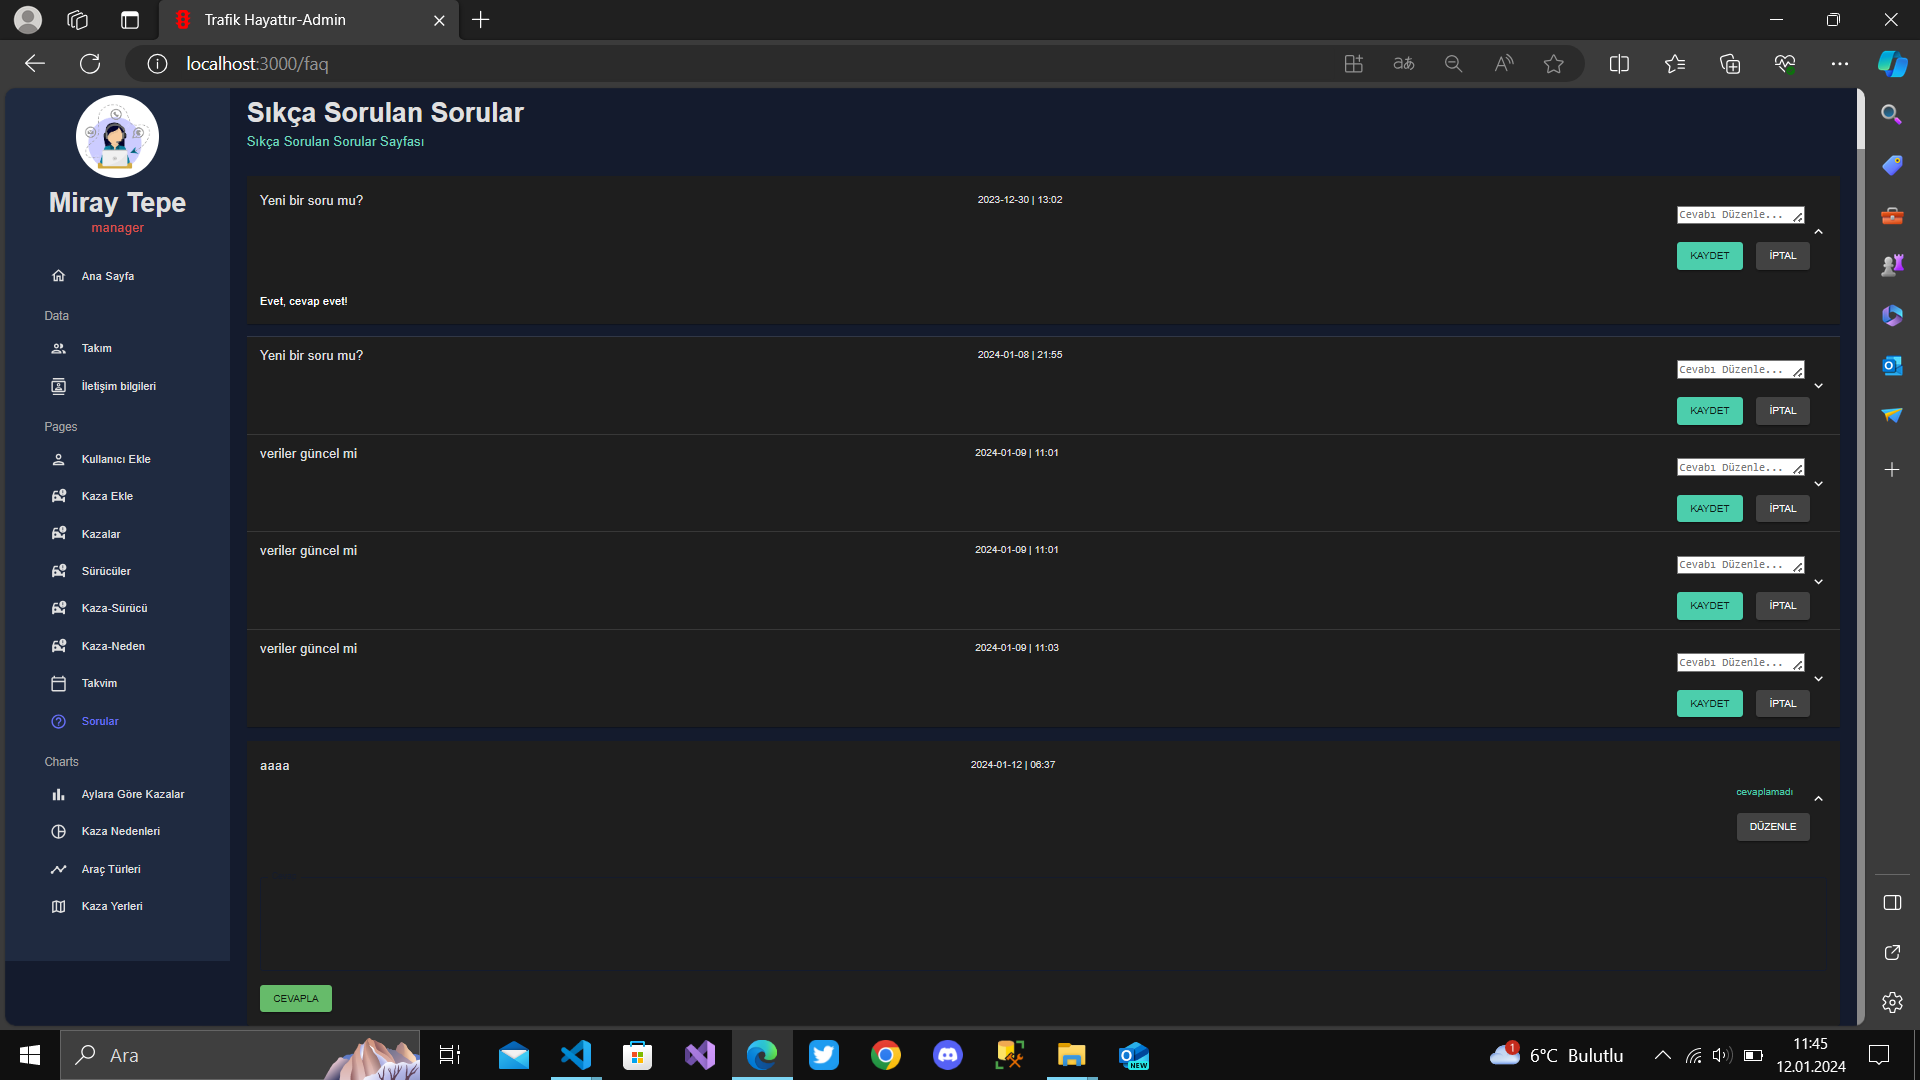 Trafik Hayattır-Admin
localhost:3000/faq
Miray Tepe
manager
Ana Sayfa
Data
Takım
İletişim bilgileri
Pages
Kullanıcı Ekle
Kaza Ekle
Kazalar
Sürücüler
Kaza-Sürücü
Kaza-Neden
Takvim
Sorular
Charts
Aylara Göre Kazalar
Kaza Nedenleri
Araç Türleri
Kaza Yerleri
Sıkça Sorulan Sorular
Sıkça Sorulan Sorular Sayfası
Yeni bir soru mu? 2023-12-30 | 13:02
Cevabı Düzenle...
KAYDET İPTAL
Evet, cevap evet!
Yeni bir soru mu? 2024-01-08 | 21:55
Cevabı Düzenle...
KAYDET İPTAL
veriler güncel mi 2024-01-09 | 11:01
Cevabı Düzenle...
KAYDET İPTAL
veriler güncel mi 2024-01-09 | 11:01
Cevabı Düzenle...
KAYDET İPTAL
veriler güncel mi 2024-01-09 | 11:03
Cevabı Düzenle...
KAYDET İPTAL
aaaa 2024-01-12 | 06:37
cevaplamadı
DÜZENLE
CEVAPLA
Ara
NEW
1
6°C Bulutlu
11:45
12.01.2024